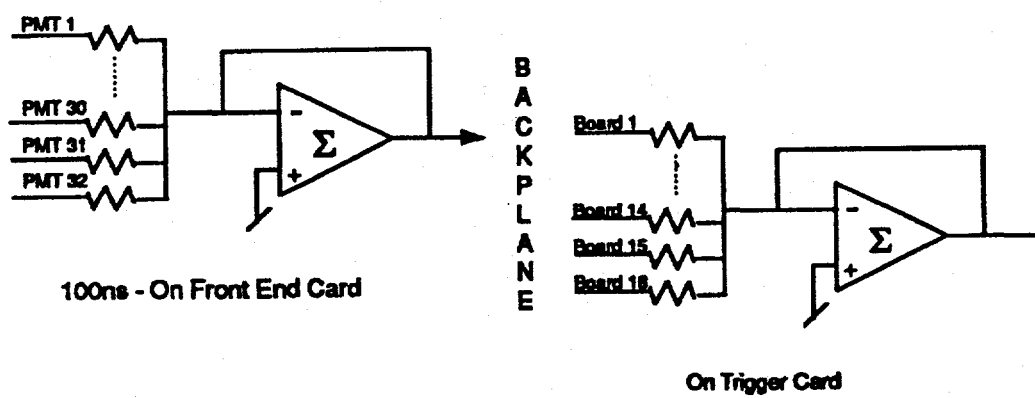 PMT 1
PMT 30
PMT 31
PMT 32
-
+
Σ
100ns - On Front End Card
BACKPLANE
Board 1
Board 14
Board 15
Board 16
-
+
Σ
On Trigger Card